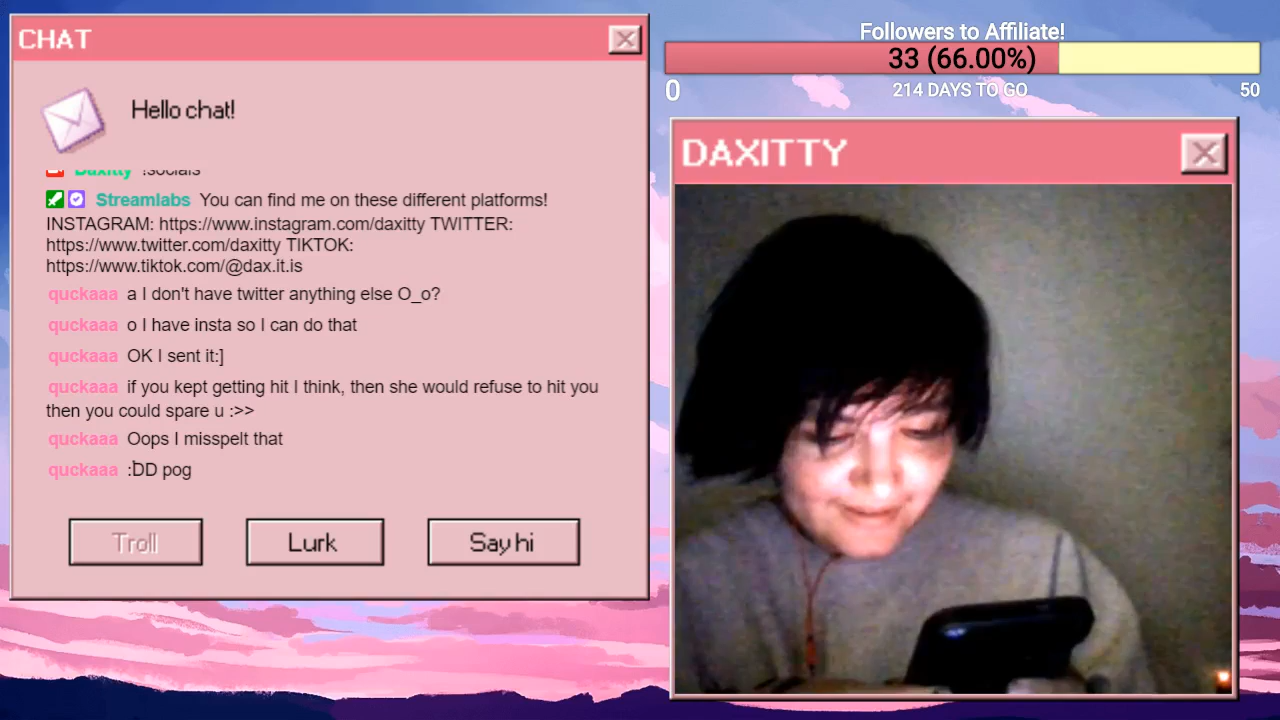 CHAT
Hello chat!
Daxitty !socials
Streamlabs You can find me on these different platforms!
INSTAGRAM: https://www.instagram.com/daxitty TWITTER:
https://www.twitter.com/daxitty TIKTOK:
https://www.tiktok.com/@dax.it.is
quckaaa a I don't have twitter anything else O_o?
quckaaa o I have insta so I can do that
quckaaa OK I sent it:]
quckaaa if you kept getting hit I think, then she would refuse to hit you
then you could spare u :>>
quckaaa Oops I misspelt that
quckaaa :DD pog
Troll
Lurk
Say hi
Followers to Affiliate!
33 (66.00%)
0
214 DAYS TO GO
50
DAXITTY